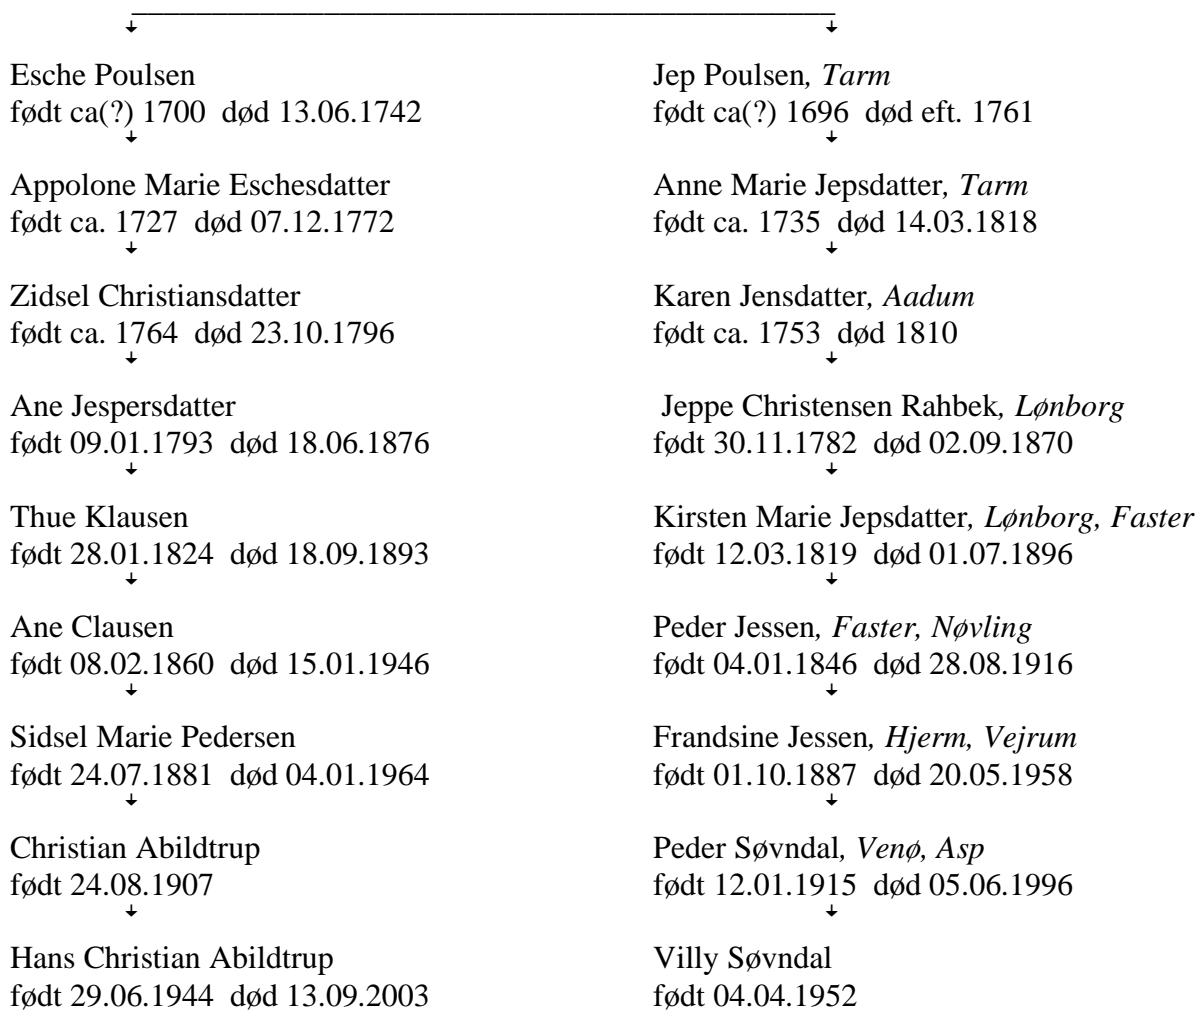 Esche Poulsen
født ca(?) 1700 død 13.06.1742
Appolone Marie Eschesdatter
født ca. 1727 død 07.12.1772
Zidsel Christiansdatter
født ca. 1764 død 23.10.1796
Ane Jespersdatter
født 09.01.1793 død 18.06.1876
Thue Klausen
født 28.01.1824 død 18.09.1893
Ane Clausen
født 08.02.1860 død 15.01.1946
Sidsel Marie Pedersen
født 24.07.1881 død 04.01.1964
Christian Abildtrup
født 24.08.1907
Hans Christian Abildtrup
født 29.06.1944 død 13.09.2003
Jep Poulsen, Tarm
født ca(?) 1696 død eft. 1761
Anne Marie Jepsdatter, Tarm
født ca. 1735 død 14.03.1818
Karen Jensdatter, Aadum
født ca. 1753 død 1810
Jeppe Christensen Rahbek, Lønborg
født 30.11.1782 død 02.09.1870
Kirsten Marie Jepsdatter, Lønborg, Faster
født 12.03.1819 død 01.07.1896
Peder Jessen, Faster, Nøvling
født 04.01.1846 død 28.08.1916
Frandsine Jessen, Hjerm, Vejrum
født 01.10.1887 død 20.05.1958
Peder Søvndal, Venø, Asp
født 12.01.1915 død 05.06.1996
Villy Søvndal
født 04.04.1952